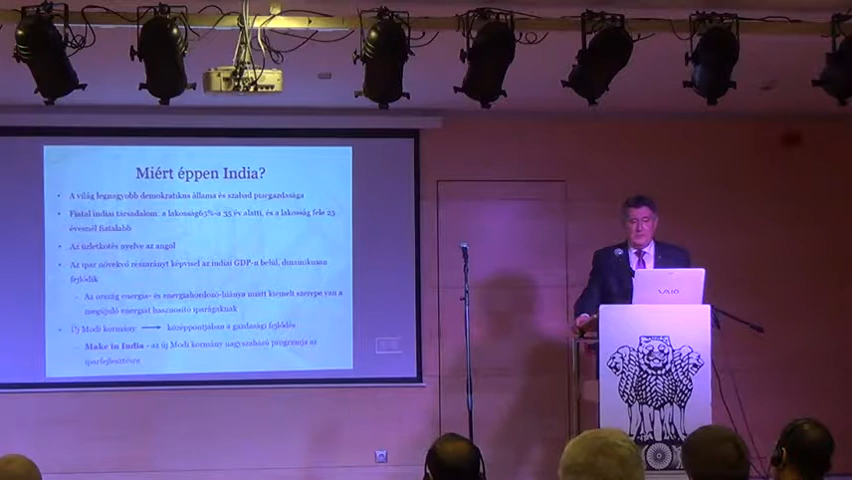 Miért éppen India?
A világ legnagyobb demokratikus állama és szabad piacgazdasága
Fiatal indiai társadalom: a lakosság65%-a 35 év alatti, és a lakosság fele 25
évesnél fiatalabb
Az üzletkötés nyelve az angol
Az ipar növekvő részarányt képvisel az indiai GDP-n belül, dinamikusan
fejlődik
Az ország energia- és energiahordozó-hiánya miatt kiemelt szerepe van a
megújuló energiát hasznosító iparágaknak
Új Modi kormány → középpontjában a gazdasági fejlődés
Make in India - az új Modi kormány nagyszabású programja az
iparfejlesztésre
VAIO